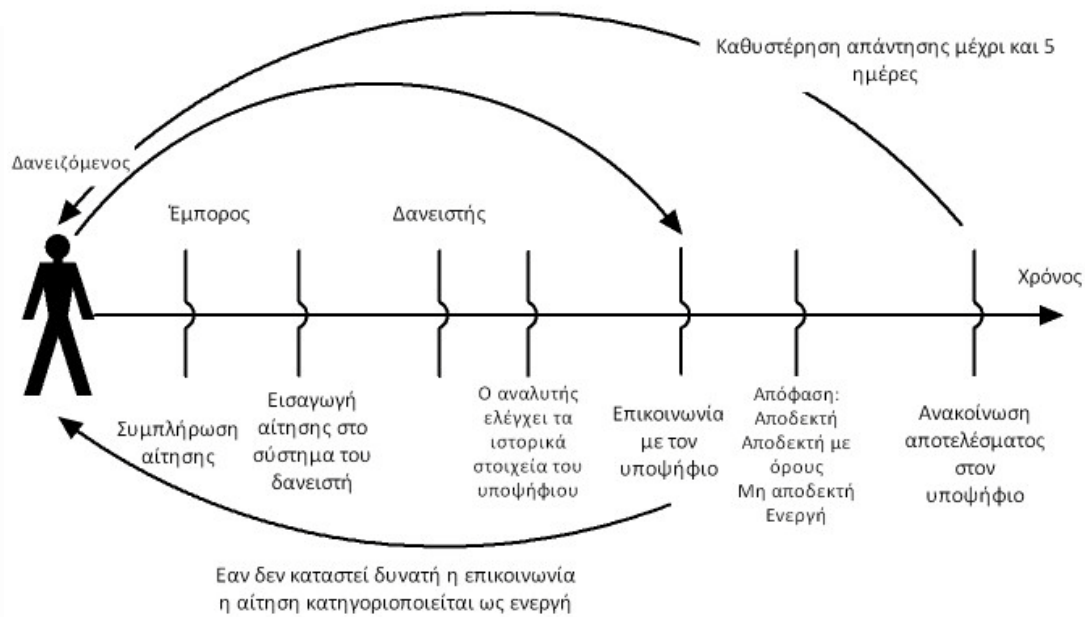 Καθυστέρηση απάντησης μέχρι και 5
ημέρες
Δανειζόμενος
Έμπορος
Δανειστής
Χρόνος
Συμπλήρωση
αίτησης
Εισαγωγή
αίτησης στο
σύστημα του
δανειστή
Ο αναλυτής
ελέγχει τα
ιστορικά
στοιχεία του
υποψήφιου
Επικοινωνία
με τον
υποψήφιο
Απόφαση:
Αποδεκτή
Αποδεκτή με
όρους
Μη αποδεκτή
Ενεργή
Ανακοίνωση
αποτελέσματος
στον
υποψήφιο
Εαν δεν καταστεί δυνατή η επικοινωνία
η αίτηση κατηγοριοποιείται ως ενεργή